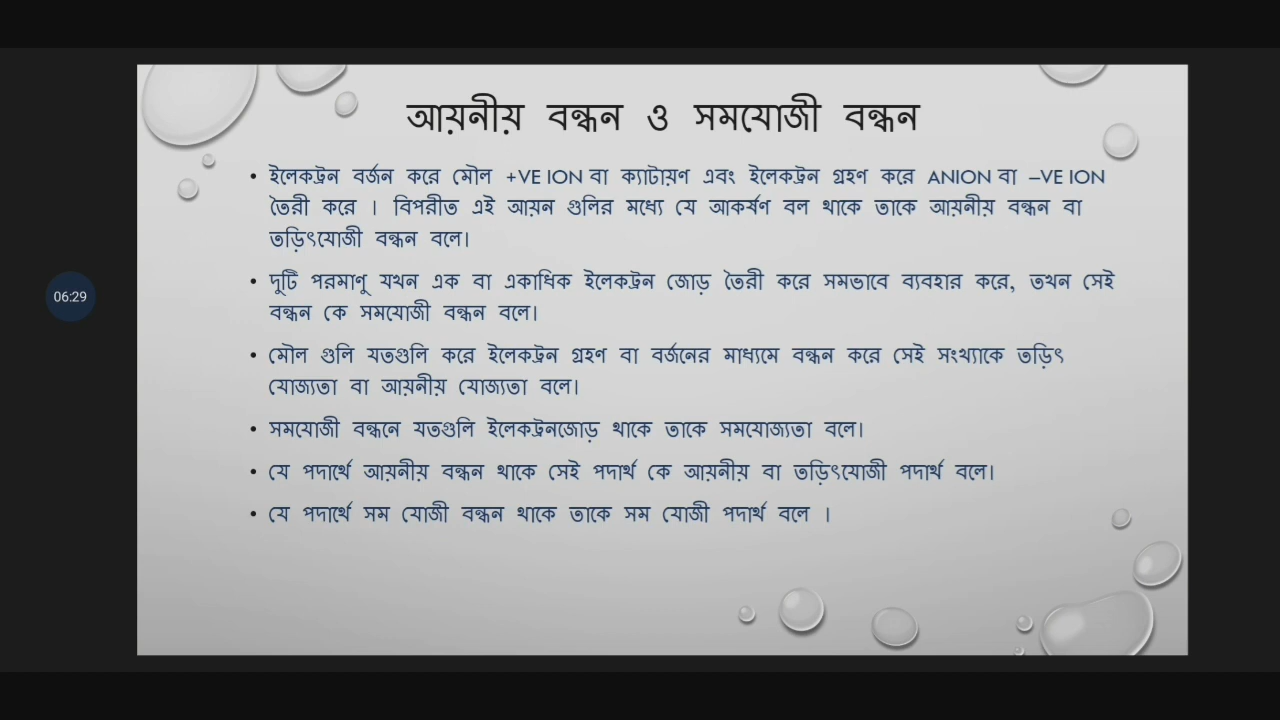 আয়নীয় বন্ধন ও সমযোজী বন্ধন
• ইলেকট্রন বর্জন করে মৌল +VE ION বা ক্যাটায়ণ এবং ইলেকট্রন গ্রহণ করে ANION বা –VE ION
তৈরী করে । বিপরীত এই আয়ন গুলির মধ্যে যে আকর্ষণ বল থাকে তাকে আয়নীয় বন্ধন বা
তড়িৎযোজী বন্ধন বলে।
• দুটি পরমাণু যখন এক বা একাধিক ইলেকট্রন জোড় তৈরী করে সমভাবে ব্যবহার করে, তখন সেই
বন্ধন কে সমযোজী বন্ধন বলে।
• মৌল গুলি যতগুলি করে ইলেকট্রন গ্রহণ বা বর্জনের মাধ্যমে বন্ধন করে সেই সংখ্যাকে তড়িৎ
যোজ্যতা বা আয়নীয় যোজ্যতা বলে।
• সমযোজী বন্ধনে যতগুলি ইলেকট্রনজোড় থাকে তাকে সমযোজ্যতা বলে।
• যে পদার্থে আয়নীয় বন্ধন থাকে সেই পদার্থ কে আয়নীয় বা তড়িৎযোজী পদার্থ বলে।
• যে পদার্থে সম যোজী বন্ধন থাকে তাকে সম যোজী পদার্থ বলে ।
06:29